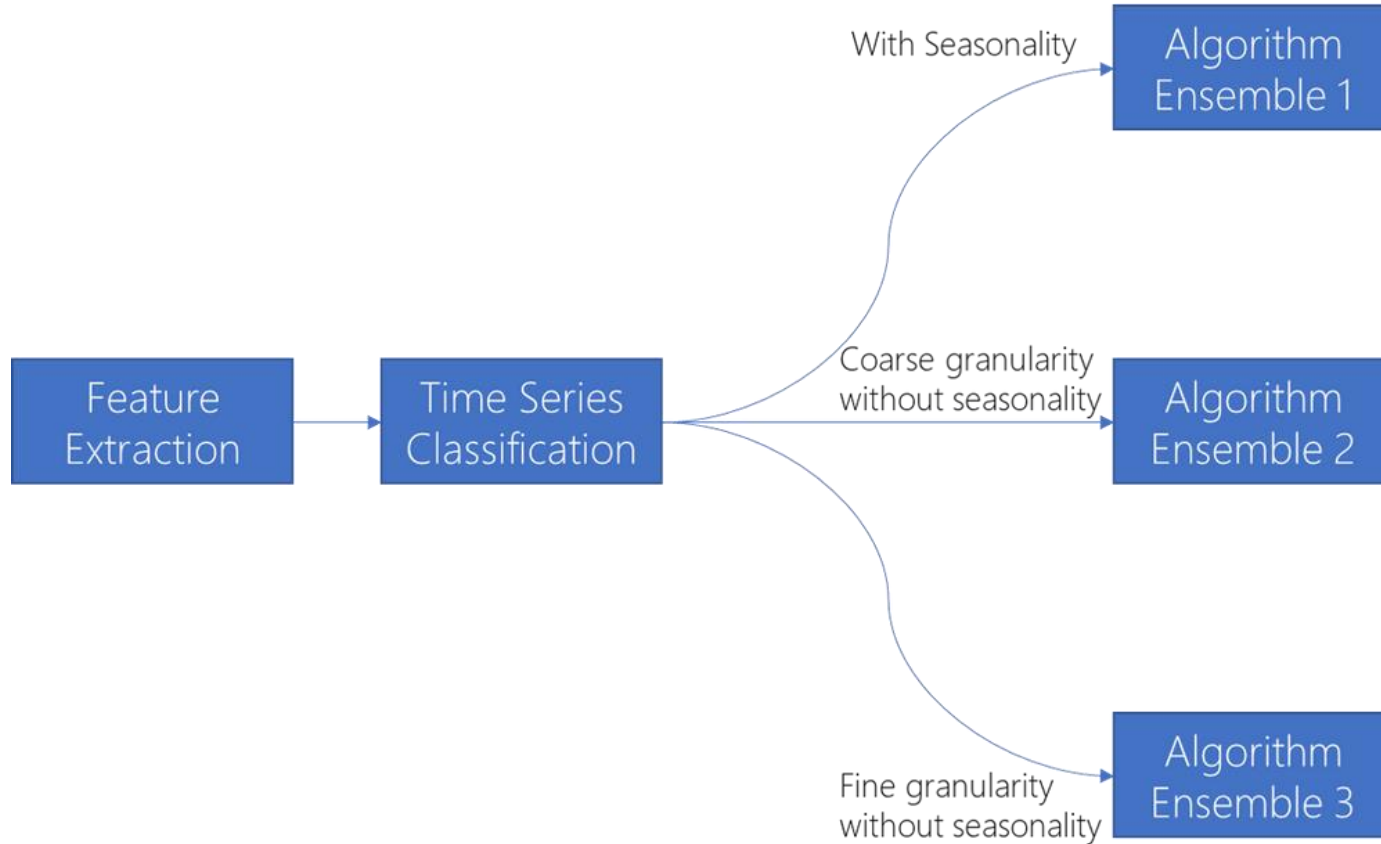 With Seasonality
Algorithm
Ensemble 1
Feature
Extraction
Time Series
Classification
Coarse granularity
without seasonality
Algorithm
Ensemble 2
Fine granularity
without seasonality
Algorithm
Ensemble 3